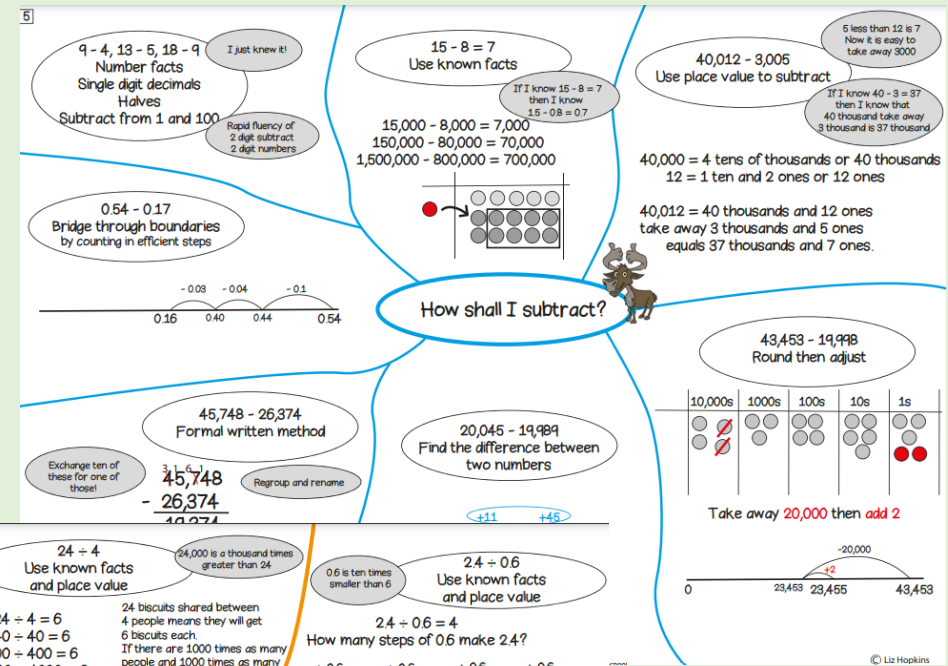 5
9 - 4, 13 - 5, 18 - 9
Number facts
Single digit decimals
Halves
Subtract from 1 and 100
I just knew it!
Rapid fluency of
2 digit subtract
2 digit numbers
15 - 8 = 7
Use known facts
If I know 15 - 8 = 7
then I know
1.5 - 0.8 = 0.7
15,000 - 8,000 = 7,000
150,000 - 80,000 = 70,000
1,500,000 - 800,000 = 700,000
40,012 - 3,005
Use place value to subtract
5 less than 12 is 7
Now it is easy to
take away 3000
If I know 40 - 3 = 37
then I know that
40 thousand take away
3 thousand is 37 thousand
40,000 = 4 tens of thousands or 40 thousands
12 = 1 ten and 2 ones or 12 ones
40,012 = 40 thousands and 12 ones
take away 3 thousands and 5 ones
equals 37 thousands and 7 ones.
0.54 - 0.17
Bridge through boundaries
by counting in efficient steps
- 0.03 - 0.04 - 0.1
0.16 0.40 0.44 0.54
How shall I subtract?
43,453 - 19,998
Round then adjust
10,000s 1000s 100s 10s 1s
Take away 20,000 then add 2
-20,000
+2
0 23,453 23,455 43,453
45,748 - 26,374
Formal written method
Exchange ten of
these for one of
those!
Regroup and rename
3 1 6 1
45,748
- 26,374
20,045 - 19,989
Find the difference between
two numbers
+11 +45
24 ÷ 4
Use known facts
and place value
24,000 is a thousand times
greater than 24
24 biscuits shared between
4 people means they will get
6 biscuits each.
If there are 1000 times as many
people and 1000 times as many
4 ÷ 4 = 6
0 ÷ 40 = 6
00 ÷ 400 = 6
0.6 is ten times
smaller than 6
2.4 ÷ 0.6
Use known facts
and place value
2.4 ÷ 0.6 = 4
How many steps of 0.6 make 2.4?
© Liz Hopkins